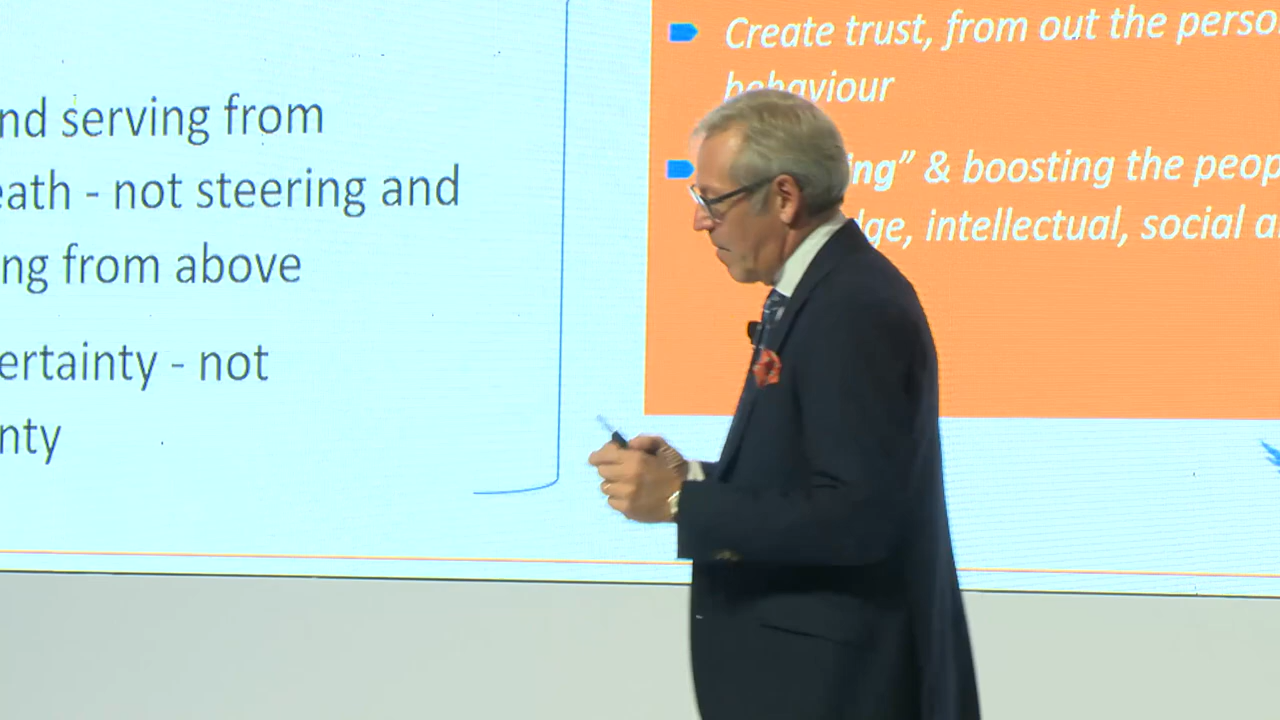 nd serving from
eath - not steering and
ng from above
ertainty - not
nty
Create trust, from out the perso
behaviour
ing” & boosting the peop
dge, intellectual, social a